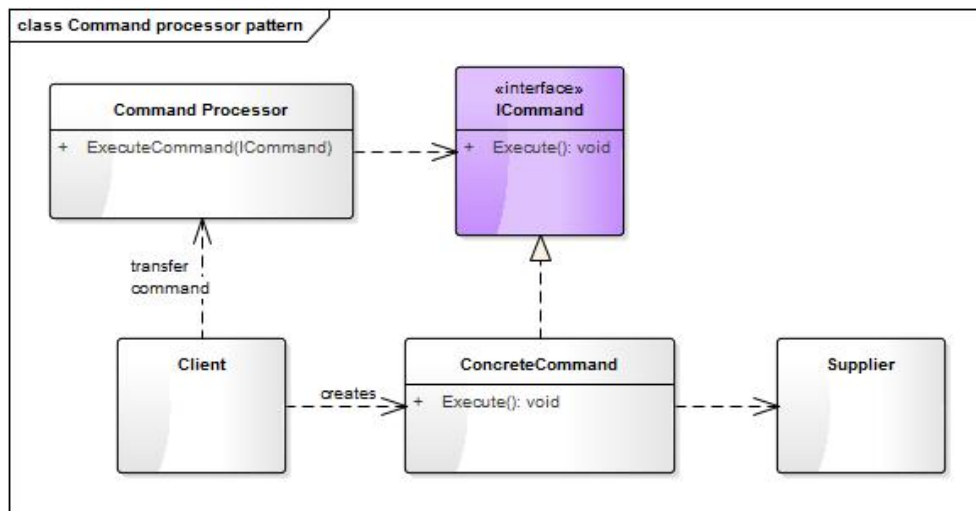 class Command processor pattern
Command Processor
+ ExecuteCommand(ICommand)
«interface»
ICommand
+ Execute(): void
transfer
command
Client
creates
ConcreteCommand
+ Execute(): void
Supplier